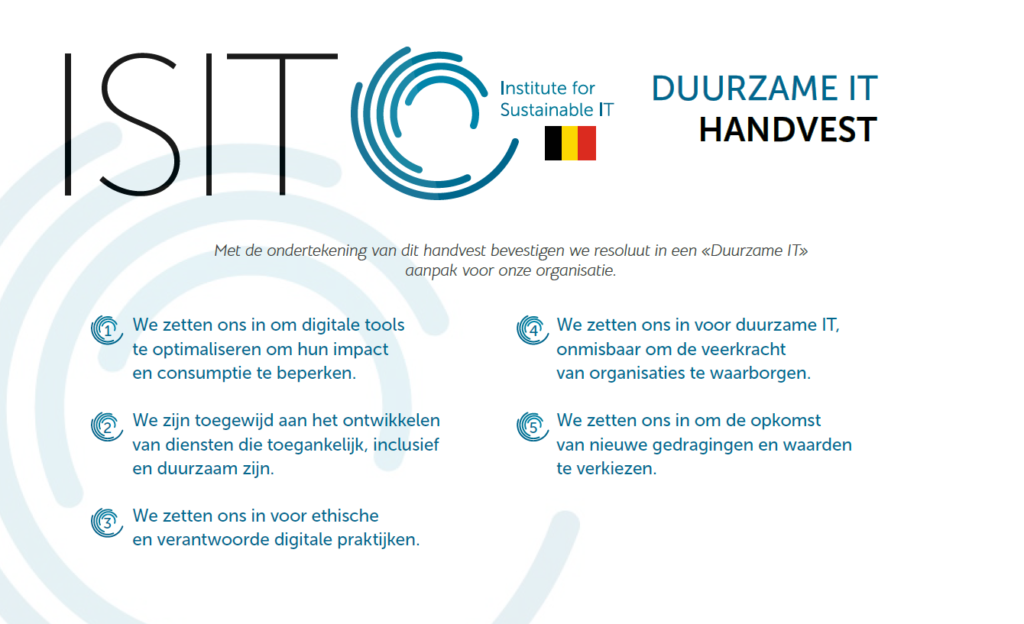 ISIT
Institute for
Sustainable IT
DUURZAME IT
HANDVEST
Met de ondertekening van dit handvest bevestigen we resoluut in een «Duurzame IT»
aanpak voor onze organisatie.
1 We zetten ons in om digitale tools
te optimaliseren om hun impact
en consumptie te beperken.
2 We zijn toegewijd aan het ontwikkelen
van diensten die toegankelijk, inclusief
en duurzaam zijn.
3 We zetten ons in voor ethische
en verantwoorde digitale praktijken.
4 We zetten ons in voor duurzame IT,
onmisbaar om de veerkracht
van organisaties te waarborgen.
5 We zetten ons in om de opkomst
van nieuwe gedragingen en waarden
te verkiezen.